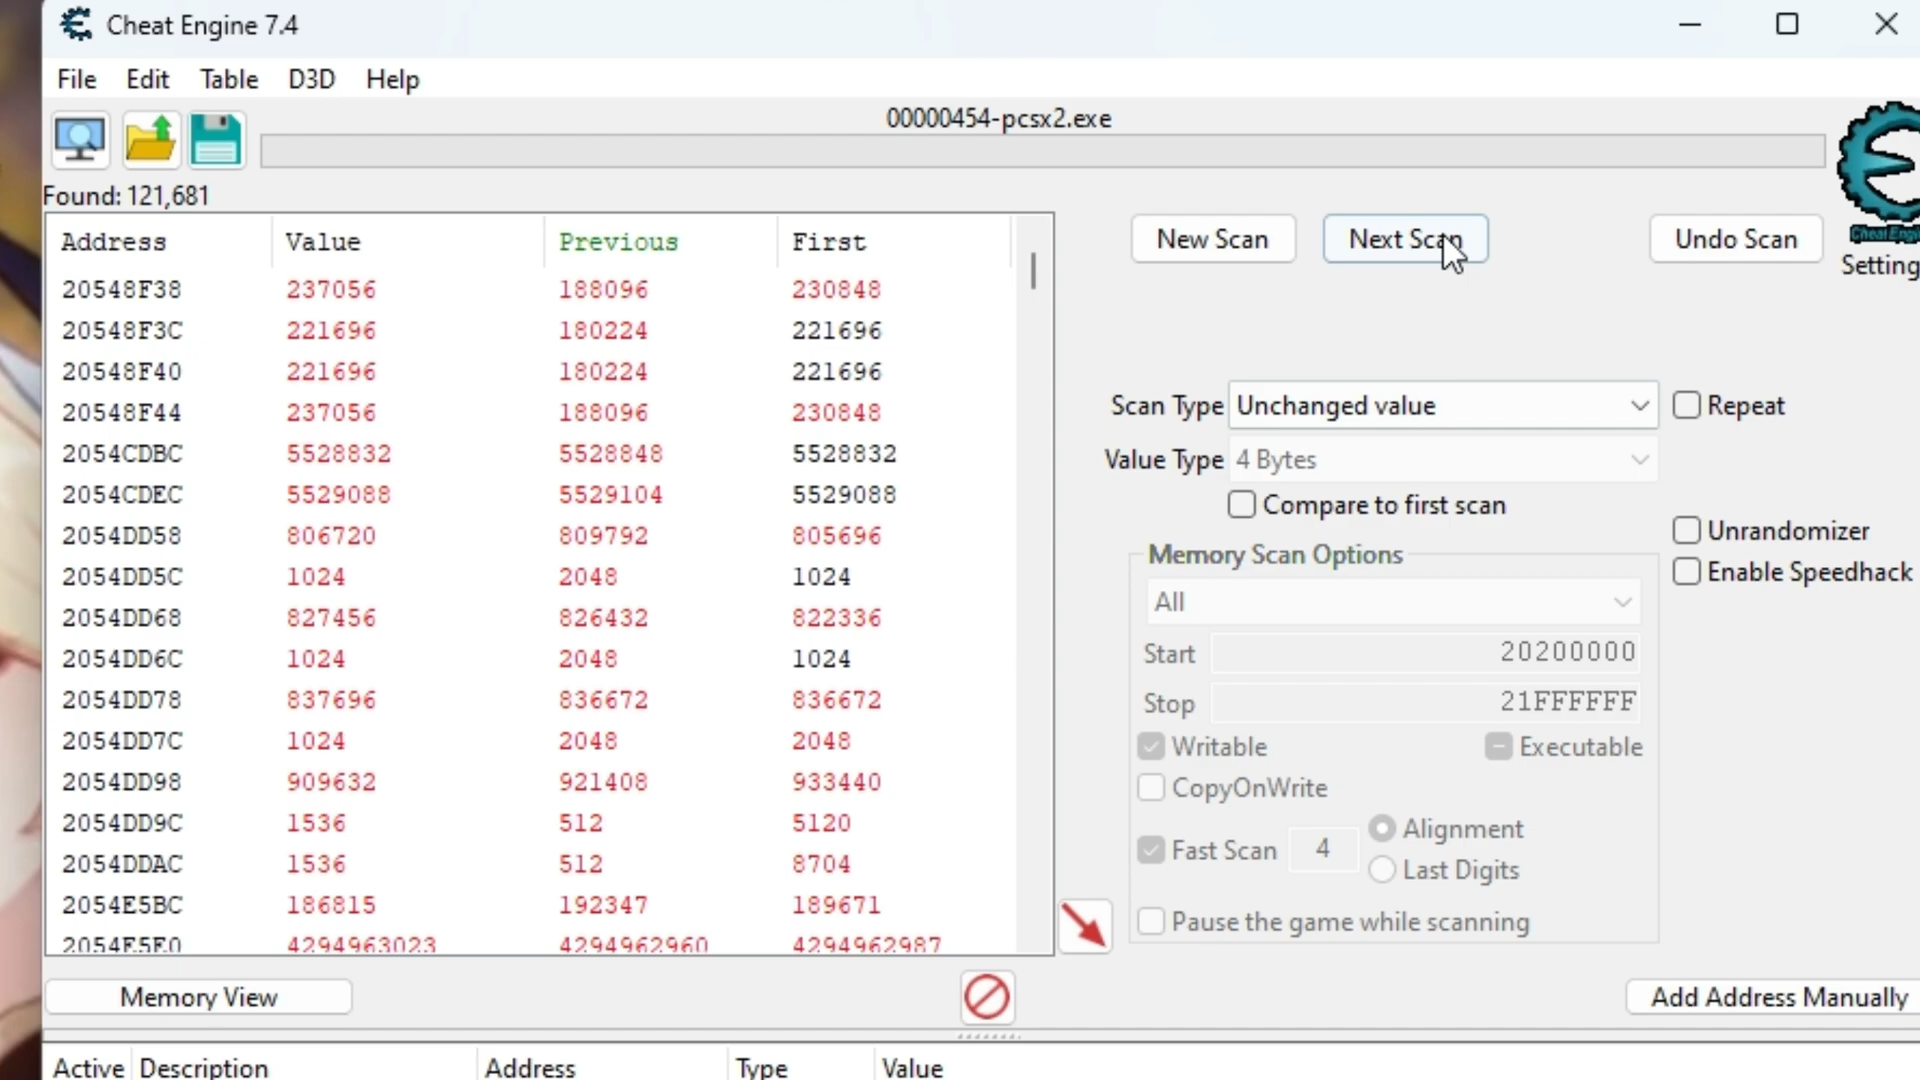 Cheat Engine 7.4
File Edit Table D3D Help
00000454-pcsx2.exe
Found: 121,681
Address Value Previous First
20548F38 237056 188096 230848
20548F3C 221696 180224 221696
20548F40 221696 180224 221696
20548F44 237056 188096 230848
2054CDBC 5528832 5528848 5528832
2054CDEC 5529088 5529104 5529088
2054DD58 806720 809792 805696
2054DD5C 1024 2048 1024
2054DD68 827456 826432 822336
2054DD6C 1024 2048 1024
2054DD78 837696 836672 836672
2054DD7C 1024 2048 2048
2054DD98 909632 921408 933440
2054DD9C 1536 512 5120
2054DDAC 1536 512 8704
2054E5BC 186815 192347 189671
2054E5E0 4294963023 4294962960 4294962987
New Scan Next Scan Undo Scan
Cheat Engi
Setting
Scan Type Unchanged value Repeat
Value Type 4 Bytes
Compare to first scan
Unrandomizer
Enable Speedhack
Memory Scan Options
All
Start 20200000
Stop 21FFFFFF
Writable Executable
CopyOnWrite
Fast Scan 4 Alignment
Last Digits
Pause the game while scanning
Memory View Add Address Manually
Active Description Address Type Value